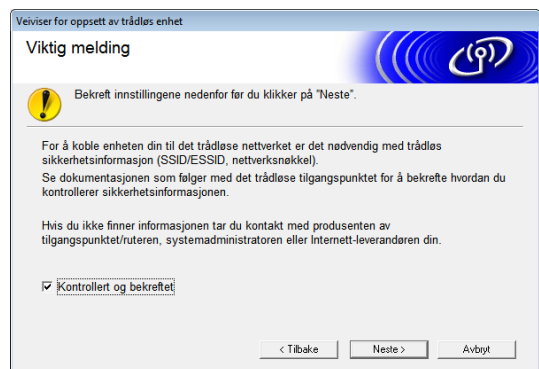 Veiviser for oppsett av trådløs enhet
Viktig melding
Bekreft innstillingene nedenfor før du klikker på "Neste".
For å koble enheten din til det trådløse nettverket er det nødvendig med trådløs
sikkerhetsinformasjon (SSID/ESSID, nettverksnøkkel).
Se dokumentasjonen som følger med det trådløse tilgangspunktet for å bekrefte hvordan du
kontrollerer sikkerhetsinformasjonen.
Hvis du ikke finner informasjonen tar du kontakt med produsenten av
tilgangspunktet/ruteren, systemadministratoren eller Internett-leverandøren din.
Kontrollert og bekreftet
< Tilbake
Neste >
Avbryt